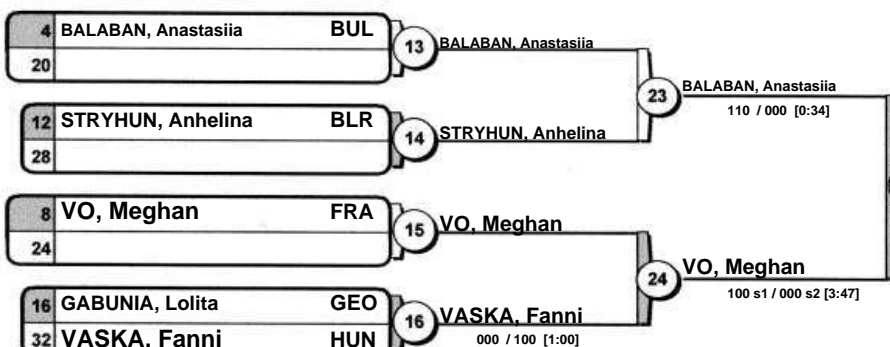 4 BALABAN, Anastasiia BUL
20
13 BALABAN, Anastasiia
12 STRYHUN, Anhelina BLR
28
14 STRYHUN, Anhelina
23 BALABAN, Anastasiia
110 / 000 [0:34]
8 VO, Meghan FRA
24
15 VO, Meghan
16 GABUNIA, Lolita GEO
32 VASKA, Fanni HUN
16 VASKA, Fanni
000 / 100 [1:00]
24 VO, Meghan
100 s1 / 000 s2 [3:47]